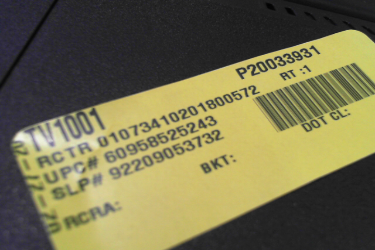 P20033931
TV1001
RT :1
RCTR 01073410201800572
UPC# 60958525243
SLP# 92209053732
DOT CL:
BKT:
RCRA: